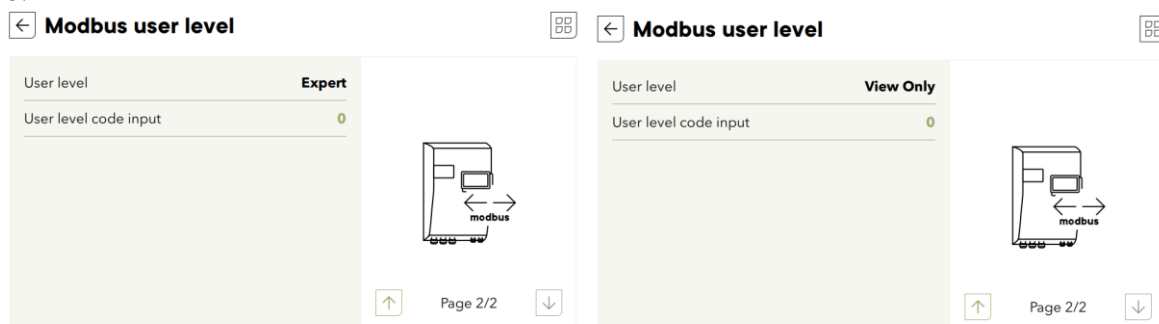 Modbus user level
User level Expert
User level code input 0
modbus
Page 2/2
Modbus user level
User level View Only
User level code input 0
modbus
Page 2/2